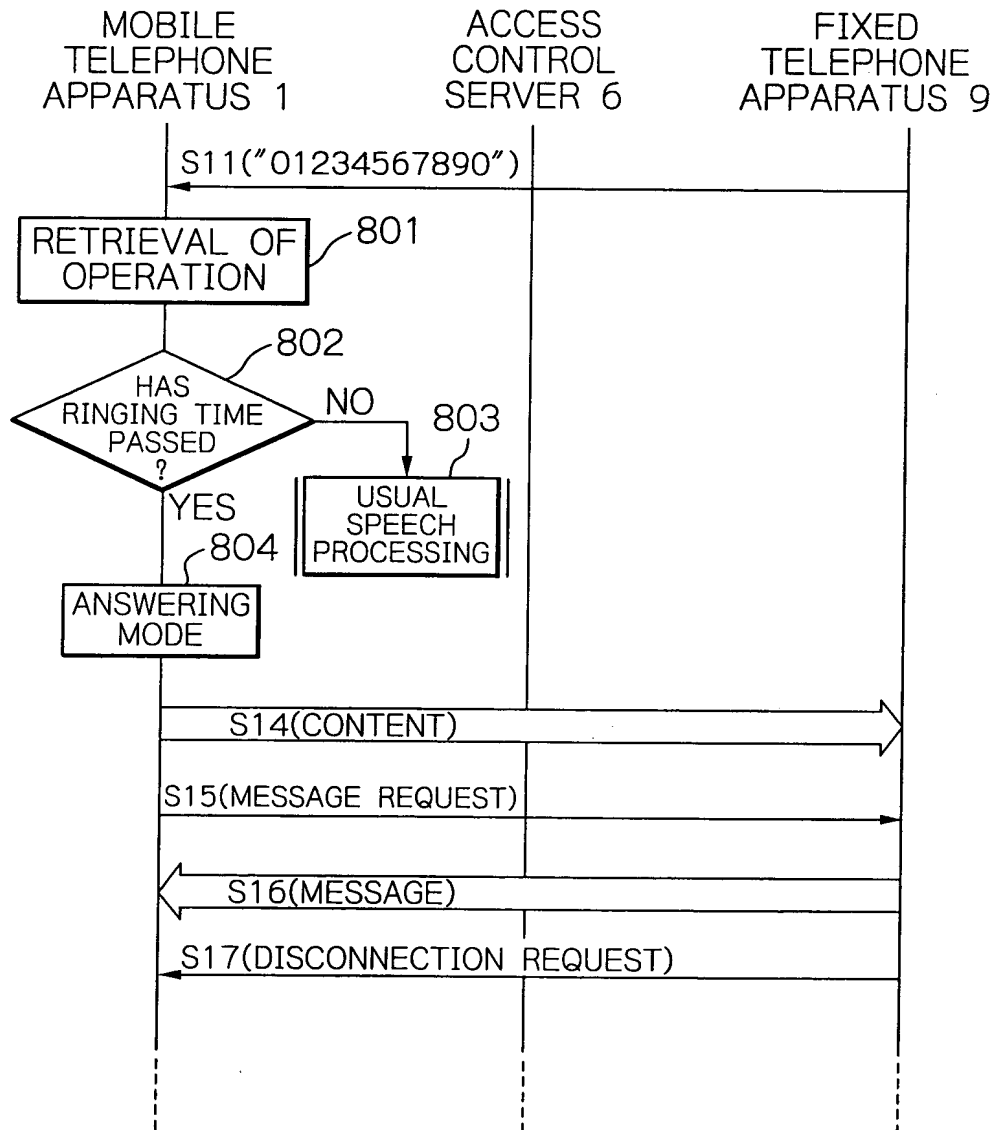 MOBILE
TELEPHONE
APPARATUS 1
ACCESS
CONTROL
SERVER 6
FIXED
TELEPHONE
APPARATUS 9
S11("01234567890")
RETRIEVAL OF
OPERATION
801
802
HAS
RINGING TIME
PASSED
?
NO
803
YES
USUAL
SPEECH
PROCESSING
804
ANSWERING
MODE
S14(CONTENT)
S15(MESSAGE REQUEST)
S16(MESSAGE)
S17(DISCONNECTION REQUEST)